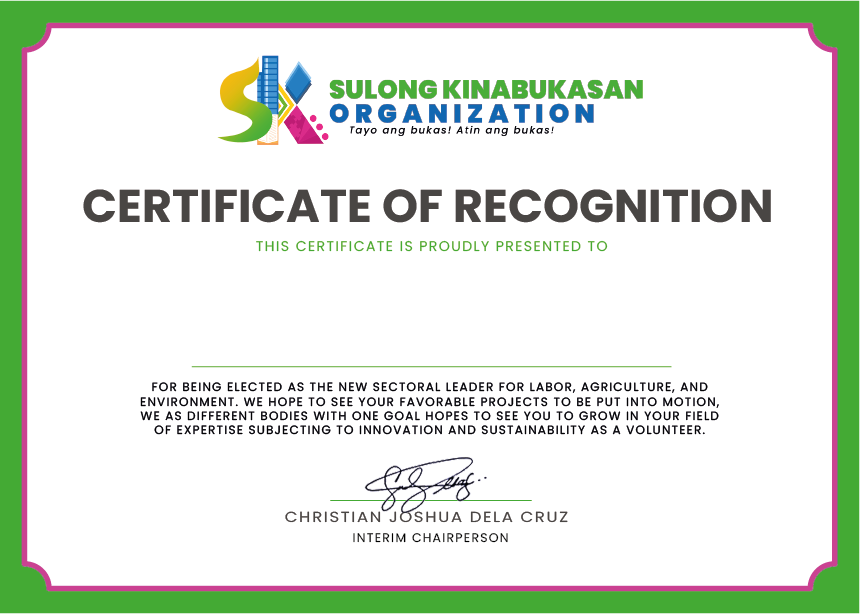 SULONG KINABUKASAN
ORGANIZATION
Tayo ang bukas! Atin ang bukas!
CERTIFICATE OF RECOGNITION
THIS CERTIFICATE IS PROUDLY PRESENTED TO
FOR BEING ELECTED AS THE NEW SECTORAL LEADER FOR LABOR, AGRICULTURE, AND
ENVIRONMENT. WE HOPE TO SEE YOUR FAVORABLE PROJECTS TO BE PUT INTO MOTION,
WE AS DIFFERENT BODIES WITH ONE GOAL HOPES TO SEE YOU TO GROW IN YOUR FIELD
OF EXPERTISE SUBJECTING TO INNOVATION AND SUSTAINABILITY AS A VOLUNTEER.
CHRISTIAN JOSHUA DELA CRUZ
INTERIM CHAIRPERSON